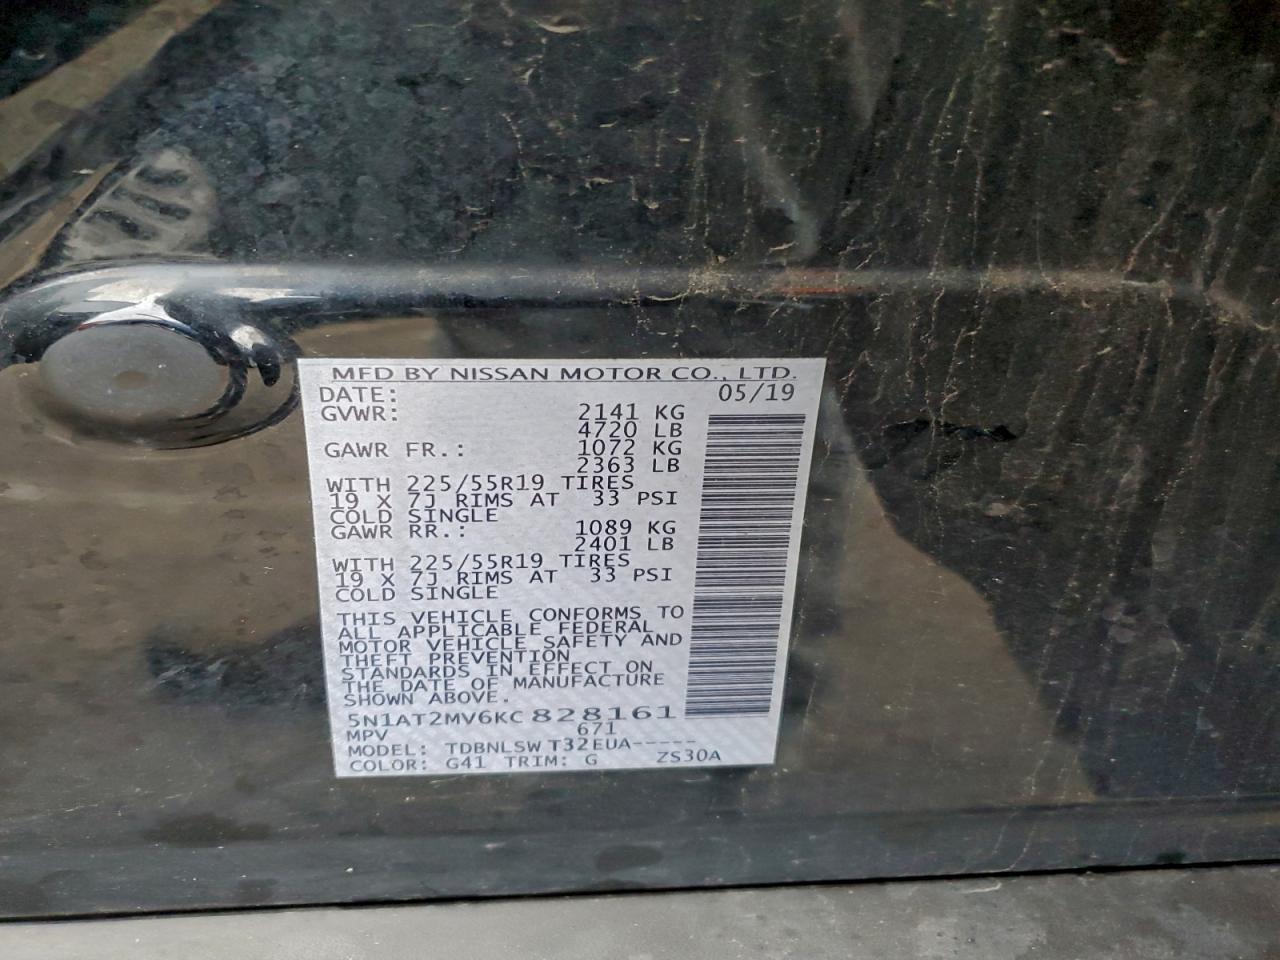 MFD BY NISSAN MOTOR CO., LTD.
DATE: 05/19
GVWR: 2141 KG
4720 LB
GAWR FR.: 1072 KG
2363 LB
WITH 225/55R19 TIRES
19 X 7J RIMS AT 33 PSI
COLD SINGLE
GAWR RR.: 1089 KG
2401 LB
WITH 225/55R19 TIRES
19 X 7J RIMS AT 33 PSI
COLD SINGLE
THIS VEHICLE CONFORMS TO
ALL APPLICABLE FEDERAL
MOTOR VEHICLE SAFETY AND
THEFT PREVENTION
STANDARDS IN EFFECT ON
THE DATE OF MANUFACTURE
SHOWN ABOVE.
5N1AT2MV6KC828161
MPV 671
MODEL: TDBNLSW T32EUA-----
COLOR: G41 TRIM: G ZS30A